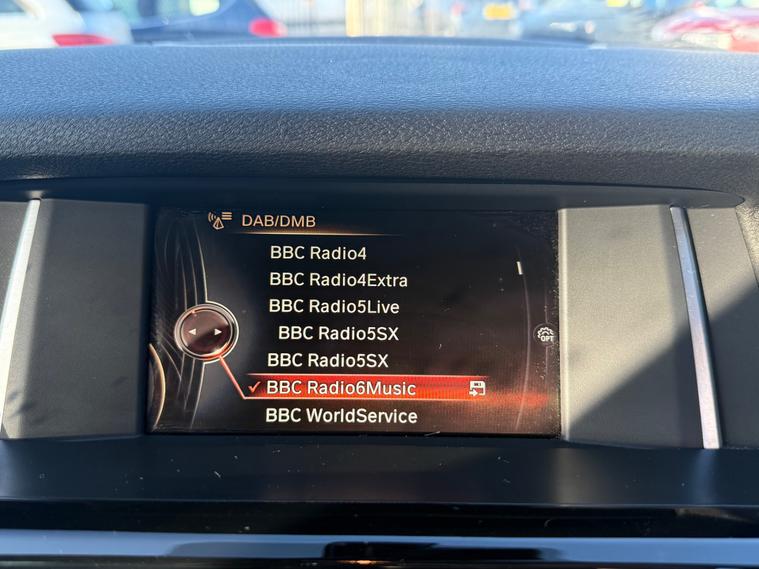 DAB/DMB
BBC Radio4
BBC Radio4Extra
BBC Radio5Live
BBC Radio5SX
BBC Radio5SX
BBC Radio6Music
BBC WorldService
OPT